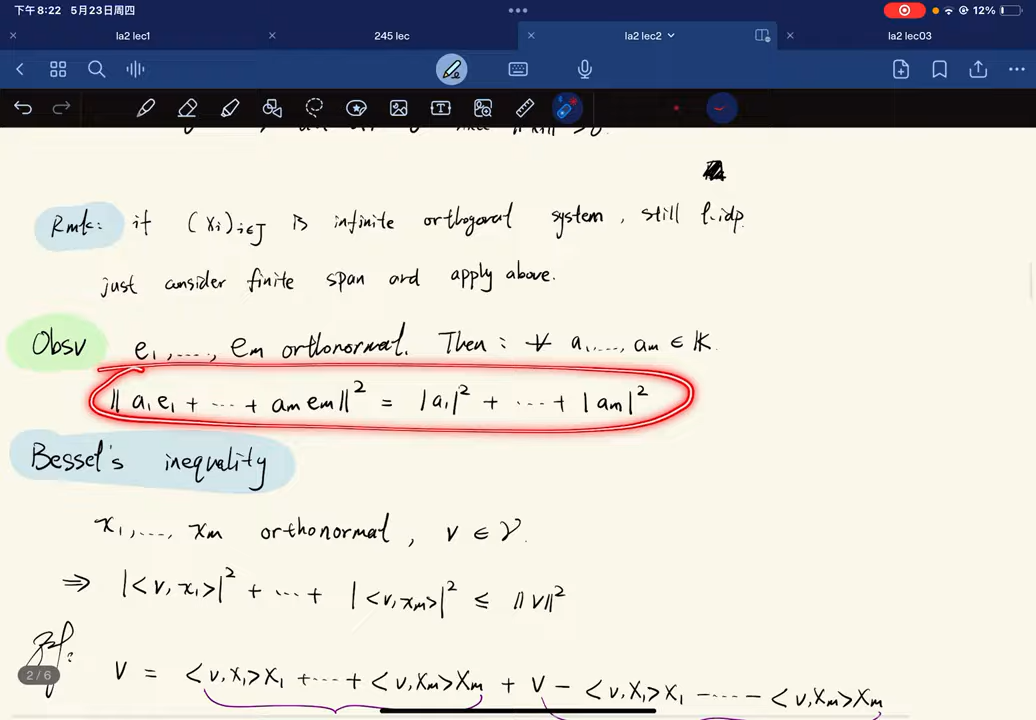 下午8:22 5月23日周四
12%
la2 lec1
245 lec
la2 lec2
la2 lec03
Rmk: if (xi)i∈J is infinite orthogonal system, still l.idp.
just consider finite span and apply above.
Obsv e1,...., em orthonormal. Then : ∀ a1,..., am ∈ K.
|| a1e1 + ··· + amem ||² = |a1|² + ··· + |am|²
Bessel's inequality
x1,...., xm orthonormal, v ∈ V.
⇒ |<v,x1>|² + ··· + |<v,xm>|² ≤ ||v||²
2/6
V = <v,x1>x1 + ··· + <v,xm>xm + v − <v,x1>x1 − ···· − <v,xm>xm